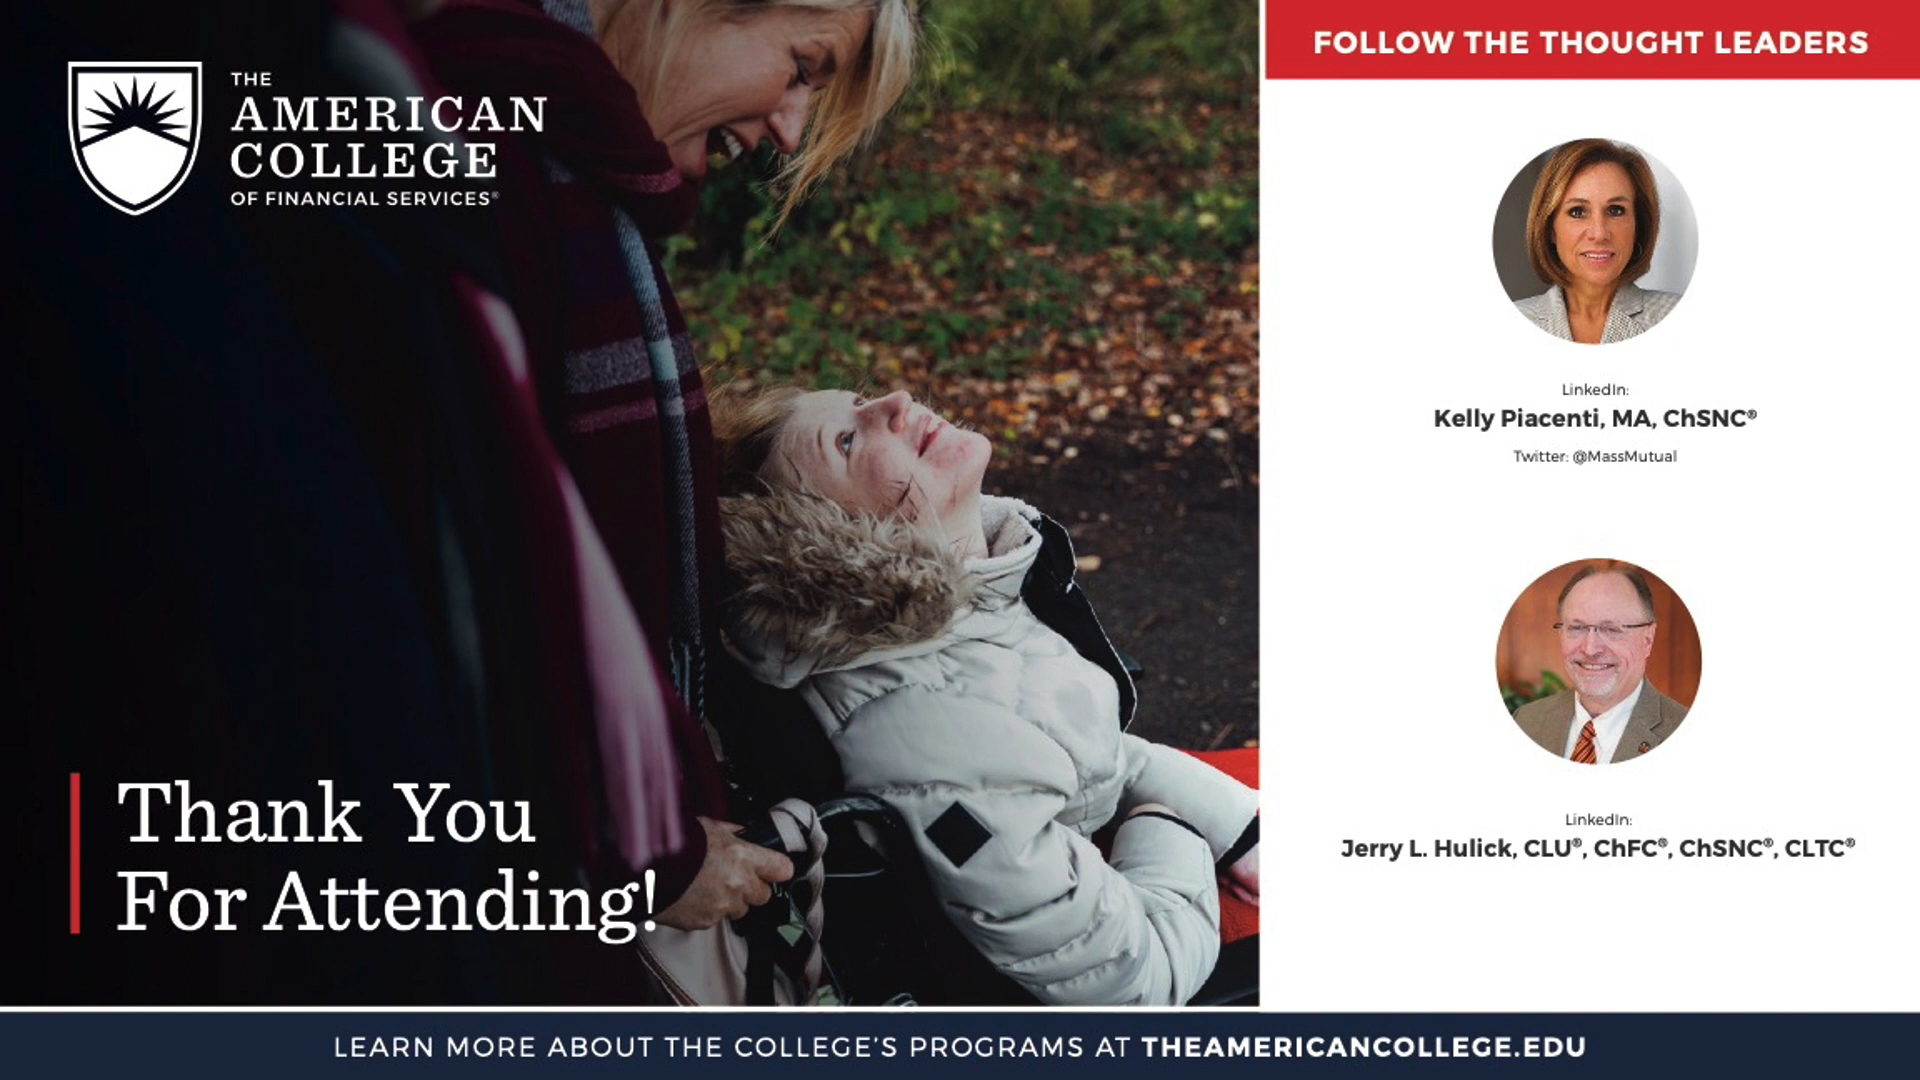 THE
AMERICAN
COLLEGE
OF FINANCIAL SERVICES®
Thank You
For Attending!
FOLLOW THE THOUGHT LEADERS
LinkedIn:
Kelly Piacenti, MA, ChSNC®
Twitter: @MassMutual
LinkedIn:
Jerry L. Hulick, CLU®, ChFC®, ChSNC®, CLTC®
LEARN MORE ABOUT THE COLLEGE’S PROGRAMS AT THEAMERICANCOLLEGE.EDU